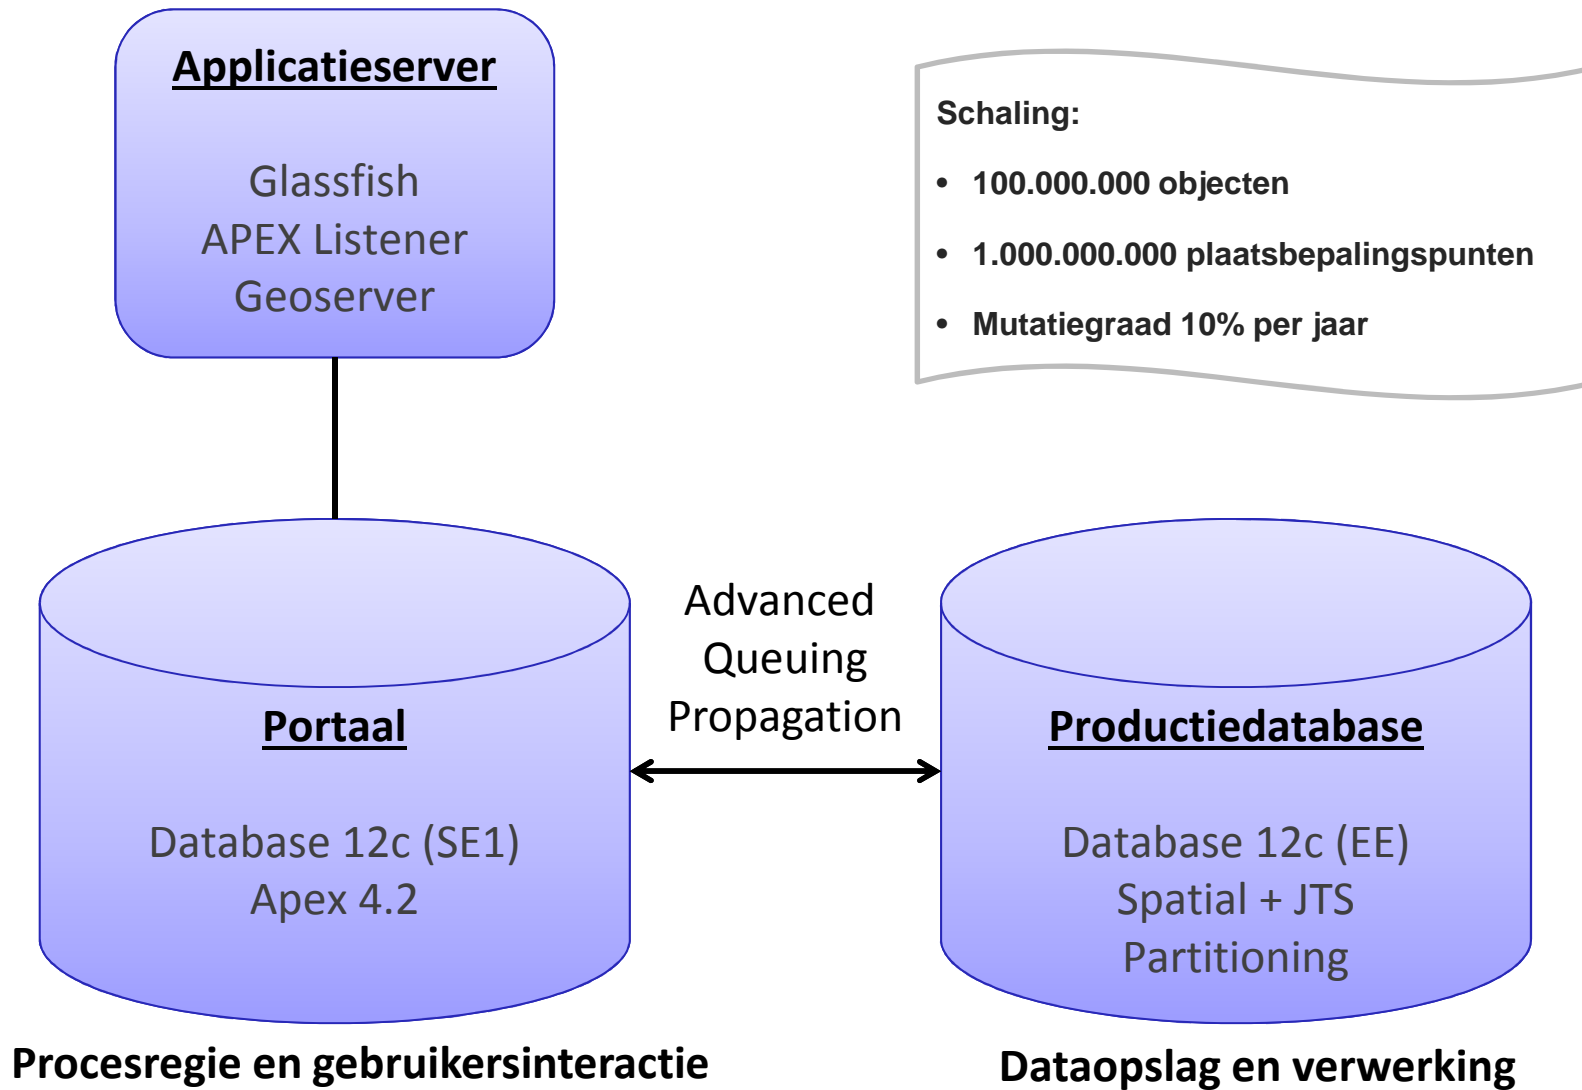 Applicatieserver
Glassfish
APEX Listener
Geoserver
Schaling:
• 100.000.000 objecten
• 1.000.000.000 plaatsbepalingspunten
• Mutatiegraad 10% per jaar
Advanced
Queuing
Propagation
Portaal
Database 12c (SE1)
Apex 4.2
Productiedatabase
Database 12c (EE)
Spatial + JTS
Partitioning
Procesregie en gebruikersinteractie
Dataopslag en verwerking